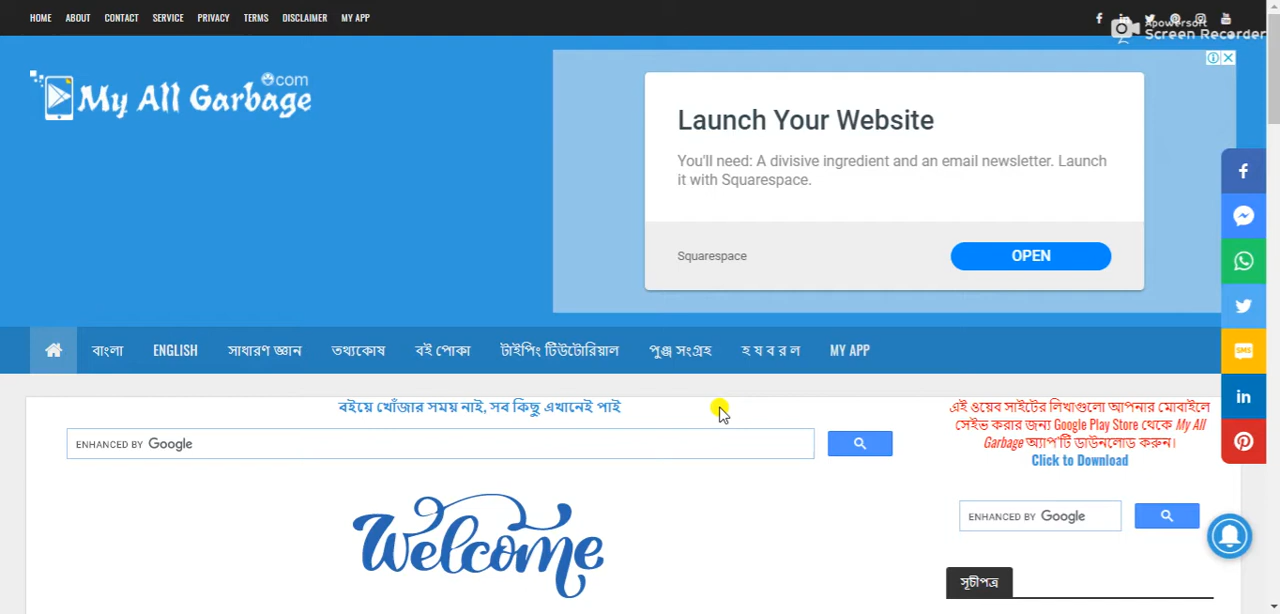 HOME ABOUT CONTACT SERVICE PRIVACY TERMS DISCLAIMER MY APP
Apowersoft
Screen Recorder
My All Garbage
.com
Launch Your Website
You'll need: A divisive ingredient and an email newsletter. Launch
it with Squarespace.
Squarespace
OPEN
বাংলা ENGLISH সাধারণ জ্ঞান তথ্যকোষ বই পোকা টাইপিং টিউটোরিয়াল পুঞ্জ সংগ্রহ হ য ব র ল MY APP
SMS
বইয়ে খোঁজার সময় নাই, সব কিছু এখানেই পাই
ENHANCED BY Google
Welcome
এই ওয়েব সাইটের লিখাগুলো আপনার মোবাইলে
সেইভ করার জন্য Google Play Store থেকে My All
Garbage অ্যাপ'টি ডাউনলোড করুন।
Click to Download
ENHANCED BY Google
সূচীপত্র